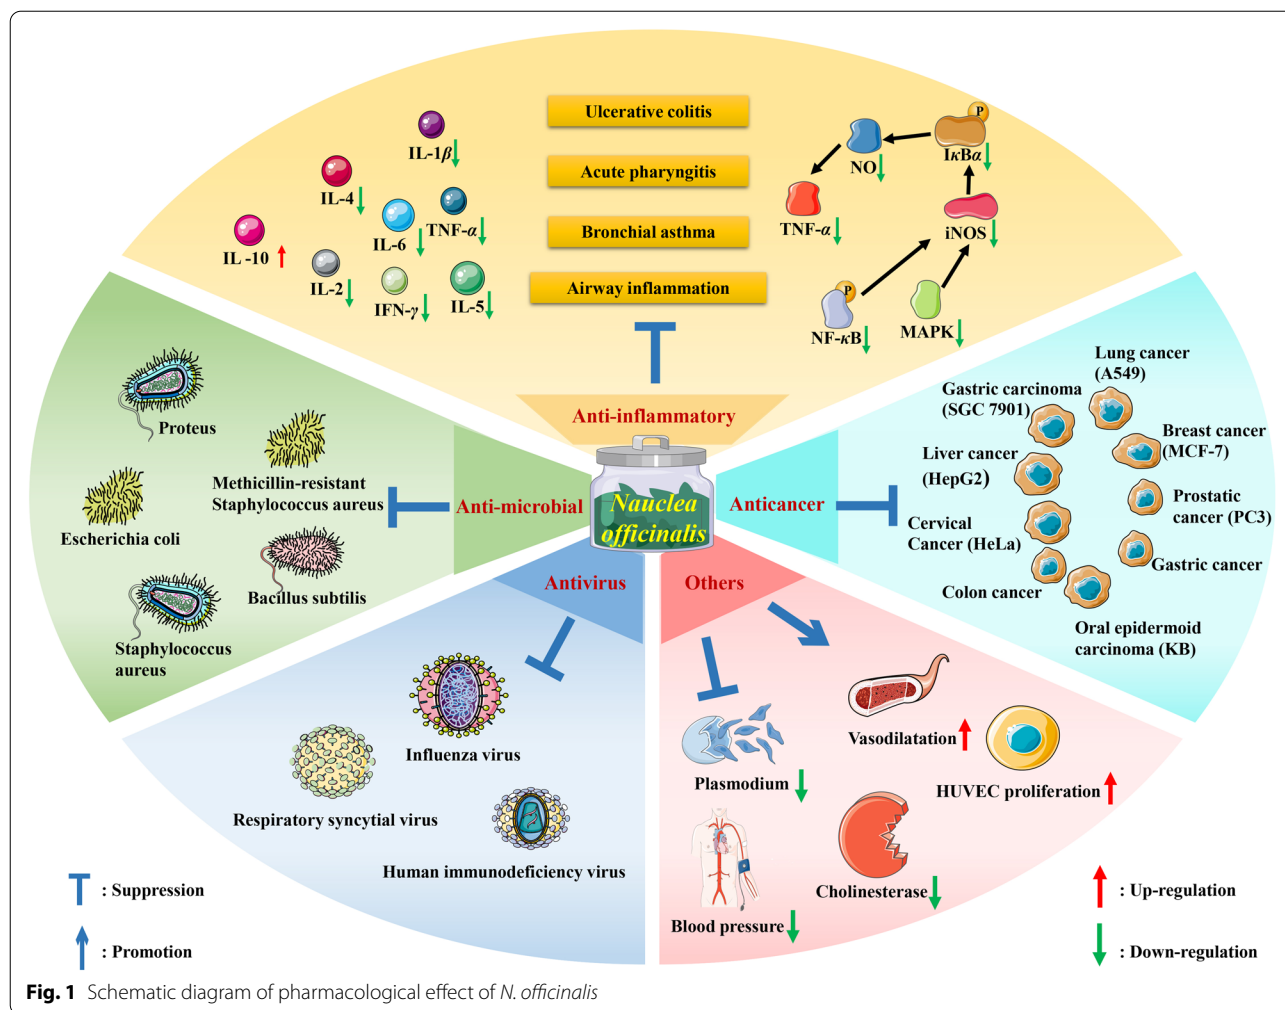 Ulcerative colitis
Acute pharyngitis
Bronchial asthma
Airway inflammation
IL-1β
IL-4
IL-6
TNF-α
IL -10
IL-2
IFN-γ
IL-5
P
NO
IκBα
TNF-α
iNOS
P
NF-κB
MAPK
Anti-inflammatory
Proteus
Methicillin-resistant
Staphylococcus aureus
Escherichia coli
Bacillus subtilis
Staphylococcus
aureus
Anti-microbial
Nauclea
officinalis
Anticancer
Lung cancer
(A549)
Gastric carcinoma
(SGC 7901)
Breast cancer
(MCF-7)
Liver cancer
(HepG2)
Prostatic
cancer (PC3)
Cervical
Cancer (HeLa)
Gastric cancer
Colon cancer
Oral epidermoid
carcinoma (KB)
Antivirus
Influenza virus
Respiratory syncytial virus
Human immunodeficiency virus
Others
Vasodilatation
Plasmodium
HUVEC proliferation
Cholinesterase
Blood pressure
: Suppression
: Promotion
: Up-regulation
: Down-regulation
Fig. 1 Schematic diagram of pharmacological effect of N. officinalis